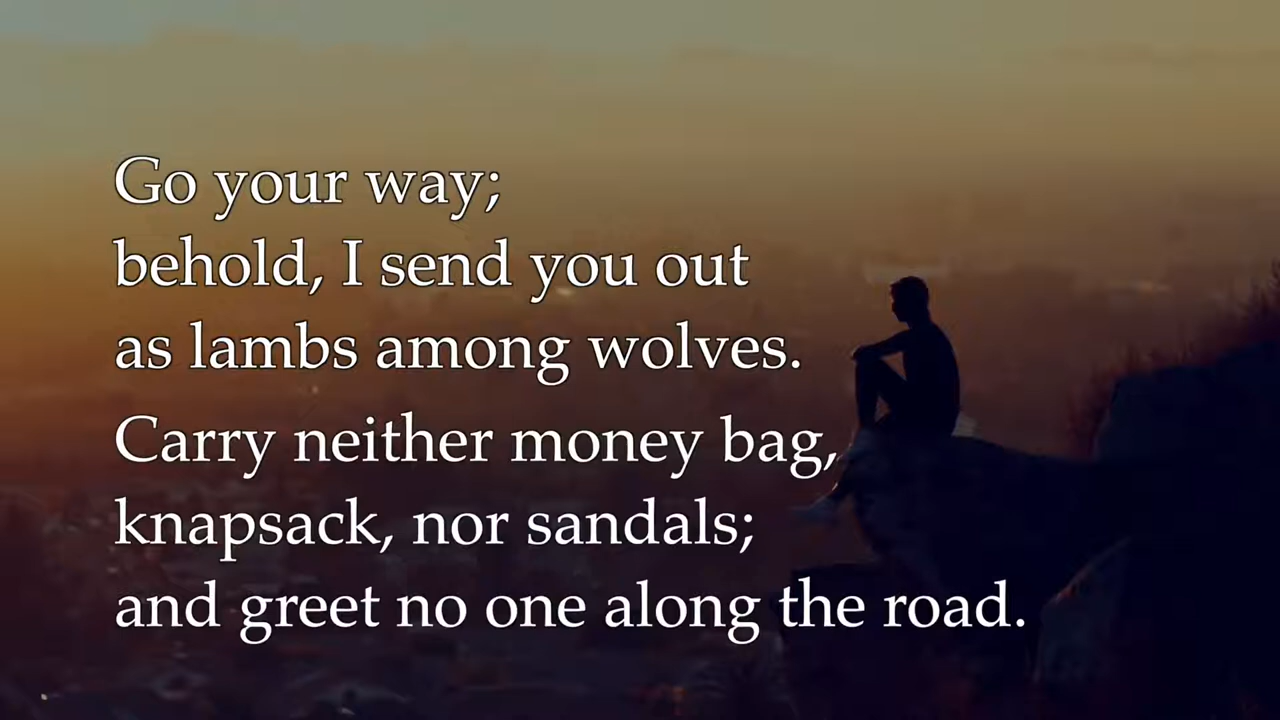 Go your way;
behold, I send you out
as lambs among wolves.
Carry neither money bag,
knapsack, nor sandals;
and greet no one along the road.